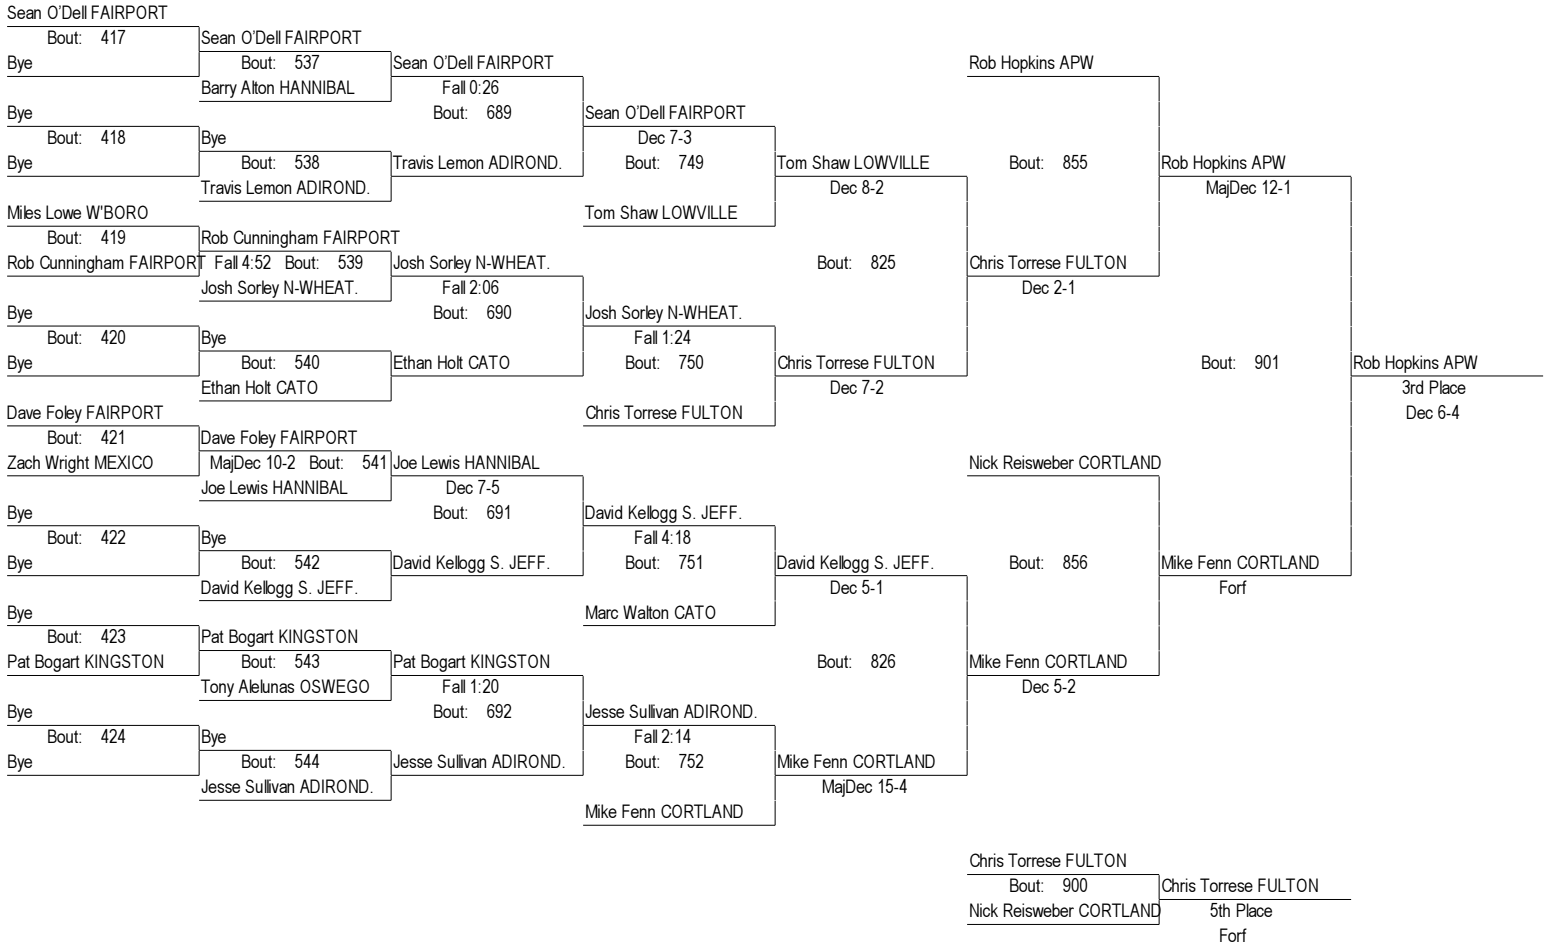 Sean O'Dell FAIRPORT
Bout: 417
Bye
Bye
Bout: 418
Bye
Miles Lowe W'BORO
Bout: 419
Rob Cunningham FAIRPORT
Bye
Bout: 420
Bye
Dave Foley FAIRPORT
Bout: 421
Zach Wright MEXICO
Bye
Bout: 422
Bye
Bye
Bout: 423
Pat Bogart KINGSTON
Bye
Bout: 424
Bye
Sean O'Dell FAIRPORT
Bout: 537
Barry Alton HANNIBAL
Bye
Bout: 538
Travis Lemon ADIROND.
Rob Cunningham FAIRPORT
Fall 4:52 Bout: 539
Josh Sorley N-WHEAT.
Bye
Bout: 540
Ethan Holt CATO
Dave Foley FAIRPORT
MajDec 10-2 Bout: 541
Joe Lewis HANNIBAL
Bye
Bout: 542
David Kellogg S. JEFF.
Pat Bogart KINGSTON
Bout: 543
Tony Alelunas OSWEGO
Bye
Bout: 544
Jesse Sullivan ADIROND.
Sean O'Dell FAIRPORT
Fall 0:26
Bout: 689
Travis Lemon ADIROND.
Josh Sorley N-WHEAT.
Fall 2:06
Bout: 690
Ethan Holt CATO
Joe Lewis HANNIBAL
Dec 7-5
Bout: 691
David Kellogg S. JEFF.
Pat Bogart KINGSTON
Fall 1:20
Bout: 692
Jesse Sullivan ADIROND.
Sean O'Dell FAIRPORT
Dec 7-3
Bout: 749
Tom Shaw LOWVILLE
Josh Sorley N-WHEAT.
Fall 1:24
Bout: 750
Chris Torrese FULTON
David Kellogg S. JEFF.
Fall 4:18
Bout: 751
Marc Walton CATO
Jesse Sullivan ADIROND.
Fall 2:14
Bout: 752
Mike Fenn CORTLAND
Tom Shaw LOWVILLE
Dec 8-2
Bout: 825
Chris Torrese FULTON
Dec 7-2
David Kellogg S. JEFF.
Dec 5-1
Bout: 826
Mike Fenn CORTLAND
MajDec 15-4
Rob Hopkins APW
Bout: 855
Chris Torrese FULTON
Dec 2-1
Nick Reisweber CORTLAND
Bout: 856
Mike Fenn CORTLAND
Dec 5-2
Rob Hopkins APW
MajDec 12-1
Bout: 901
Mike Fenn CORTLAND
Forf
Rob Hopkins APW
3rd Place
Dec 6-4
Chris Torrese FULTON
Bout: 900
Nick Reisweber CORTLAND
Chris Torrese FULTON
5th Place
Forf